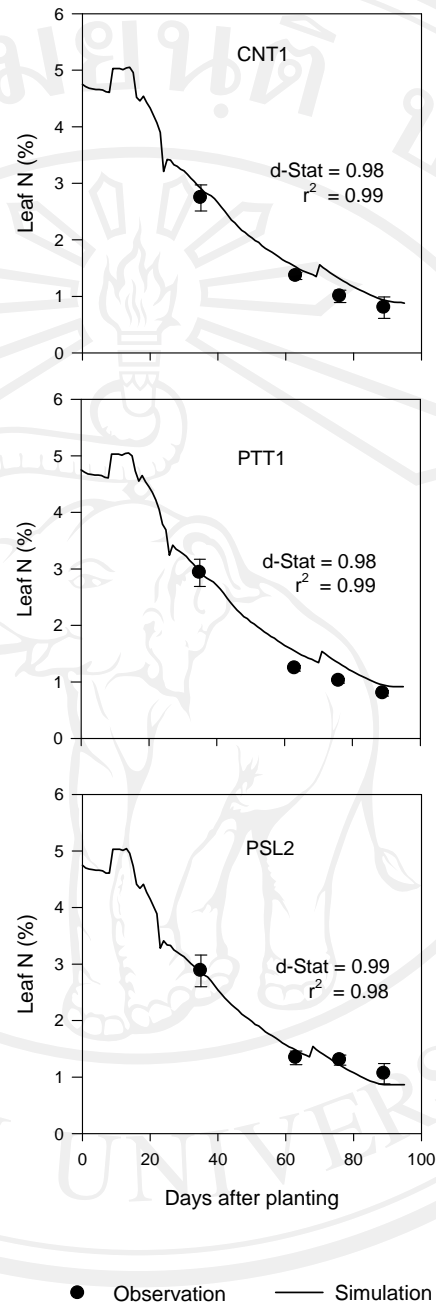 6
5
4
3
2
1
0
Leaf N (%)
CNT1
d-Stat = 0.98
r² = 0.99
6
5
4
3
2
1
0
Leaf N (%)
PTT1
d-Stat = 0.98
r² = 0.99
6
5
4
3
2
1
0
Leaf N (%)
PSL2
d-Stat = 0.99
r² = 0.98
0 20 40 60 80 100
Days after planting
Observation Simulation